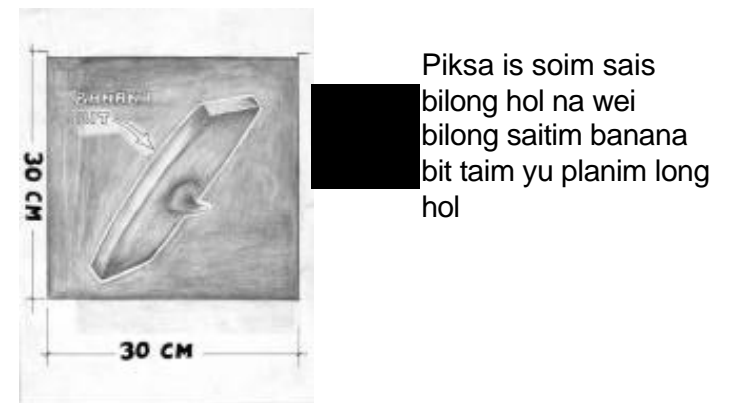 BANANA
BIT
30 CM
30 CM
Piksa is soim sais
bilong hol na wei
bilong saitim banana
bit taim yu planim long
hol